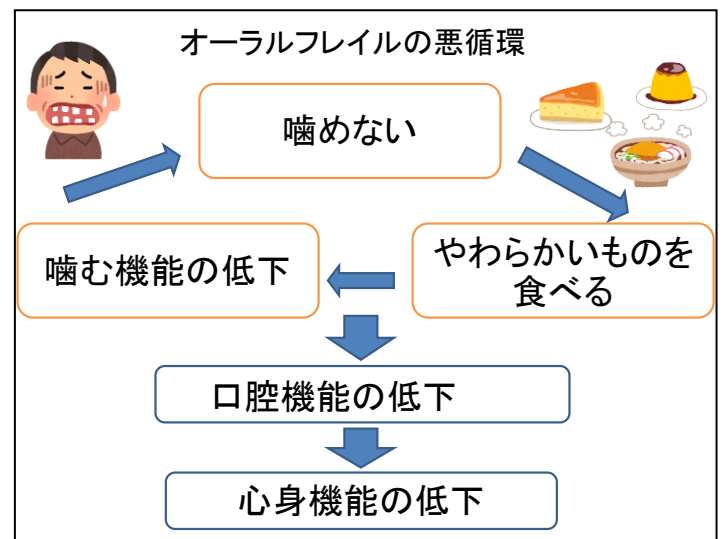 オーラルフレイルの悪循環
噛めない
噛む機能の低下
やわらかいものを
食べる
口腔機能の低下
心身機能の低下